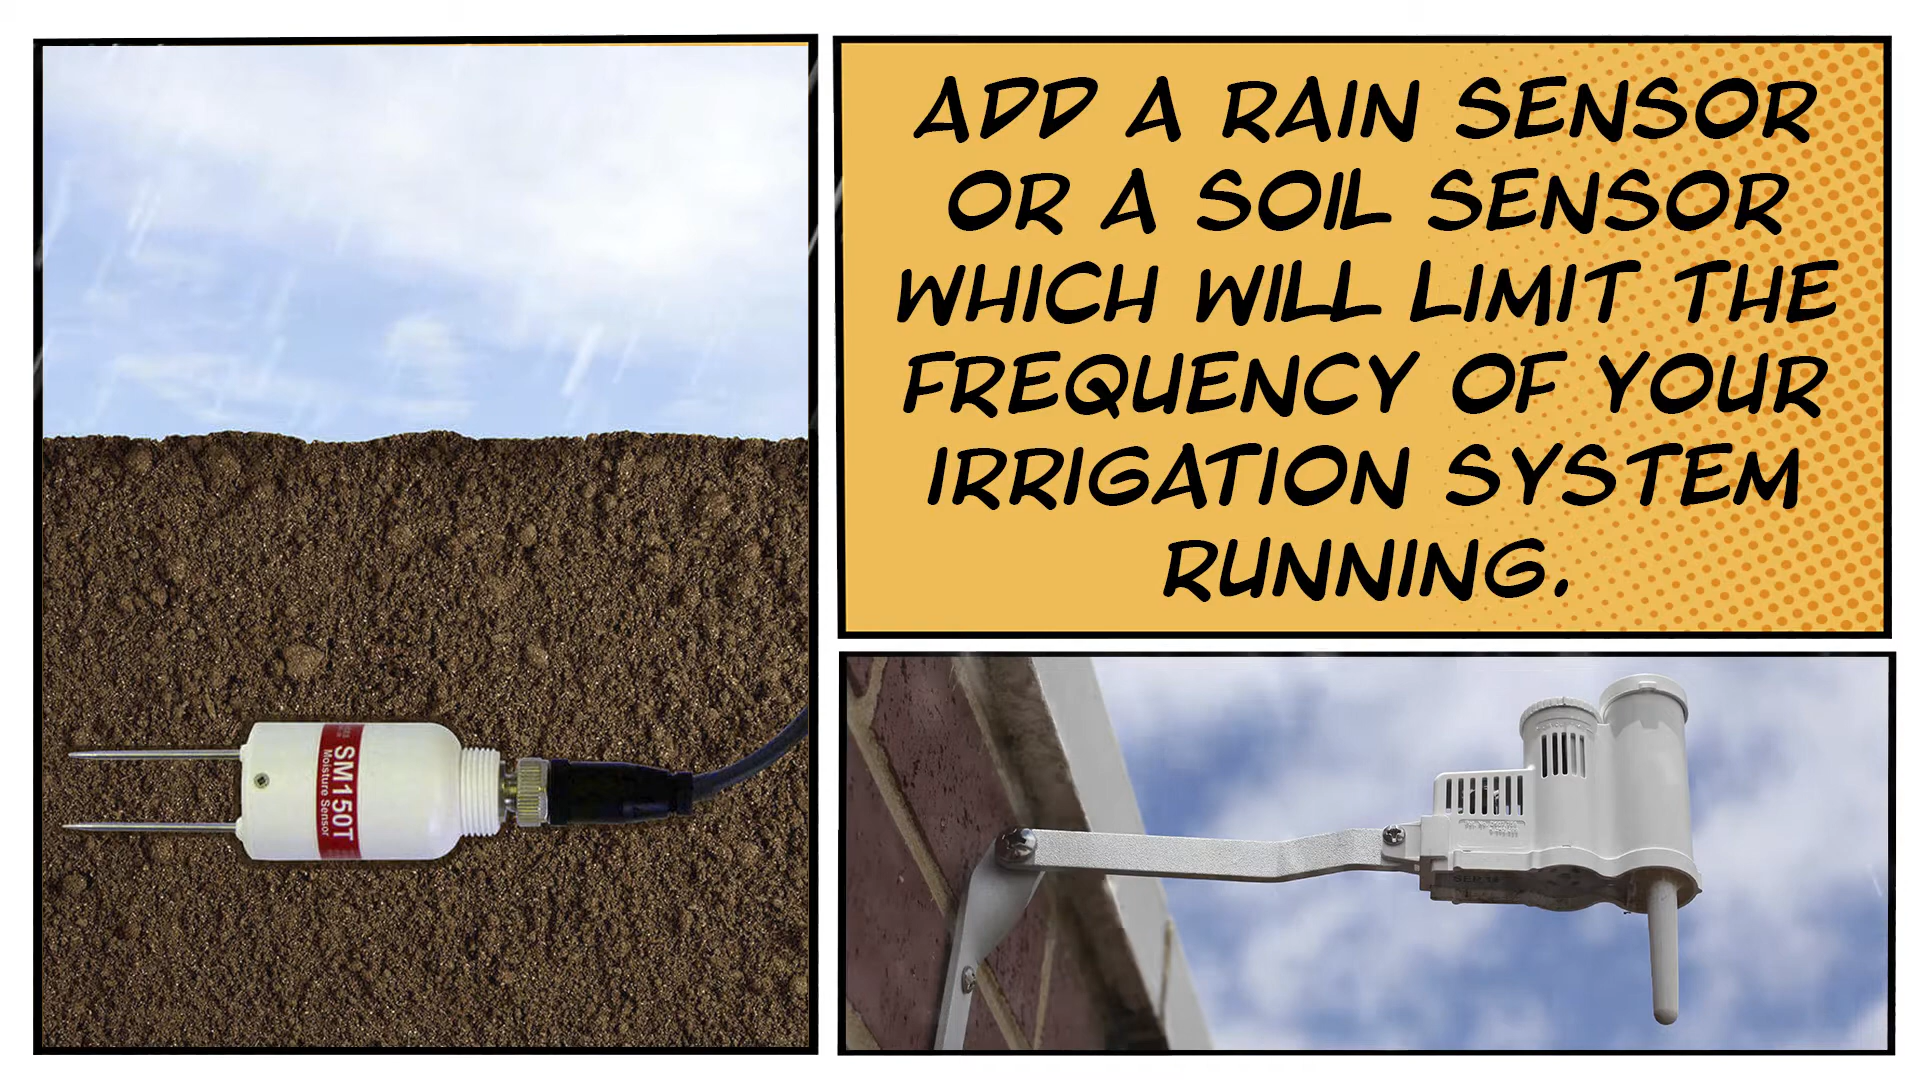 ADD A RAIN SENSOR
OR A SOIL SENSOR
WHICH WILL LIMIT THE
FREQUENCY OF YOUR
IRRIGATION SYSTEM
RUNNING.
SM150T
Moisture Sensor